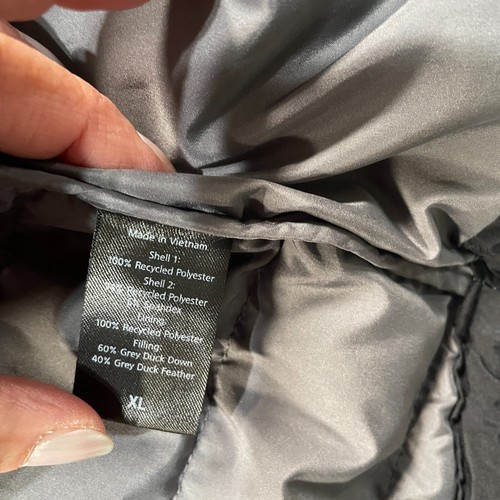 Made in Vietnam
Shell 1:
100% Recycled Polyester
Shell 2:
Recycled Polyester
Lining:
100% Recycled Polyester
Filling:
60% Grey Duck Down
40% Grey Duck Feather
XL